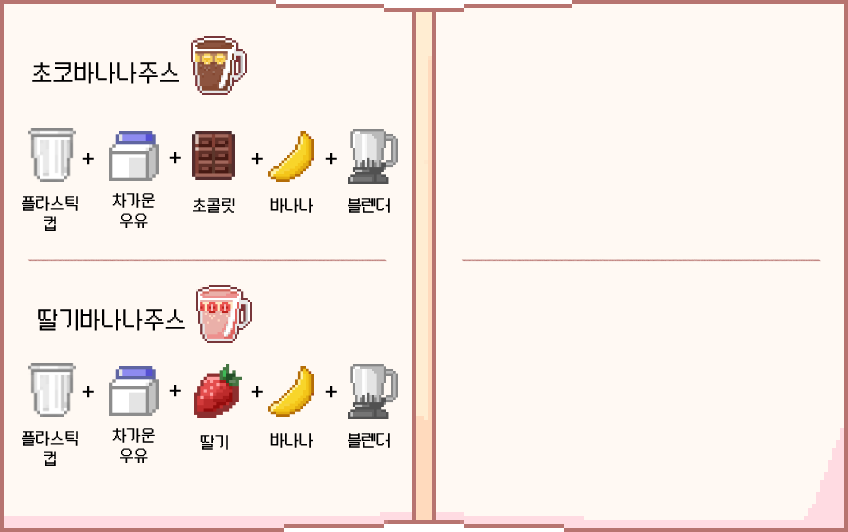 초코바나나주스
+ + + +
플라스틱 컵
차가운 우유
초콜릿
바나나
블렌더
딸기바나나주스
+ + + +
플라스틱 컵
차가운 우유
딸기
바나나
블렌더